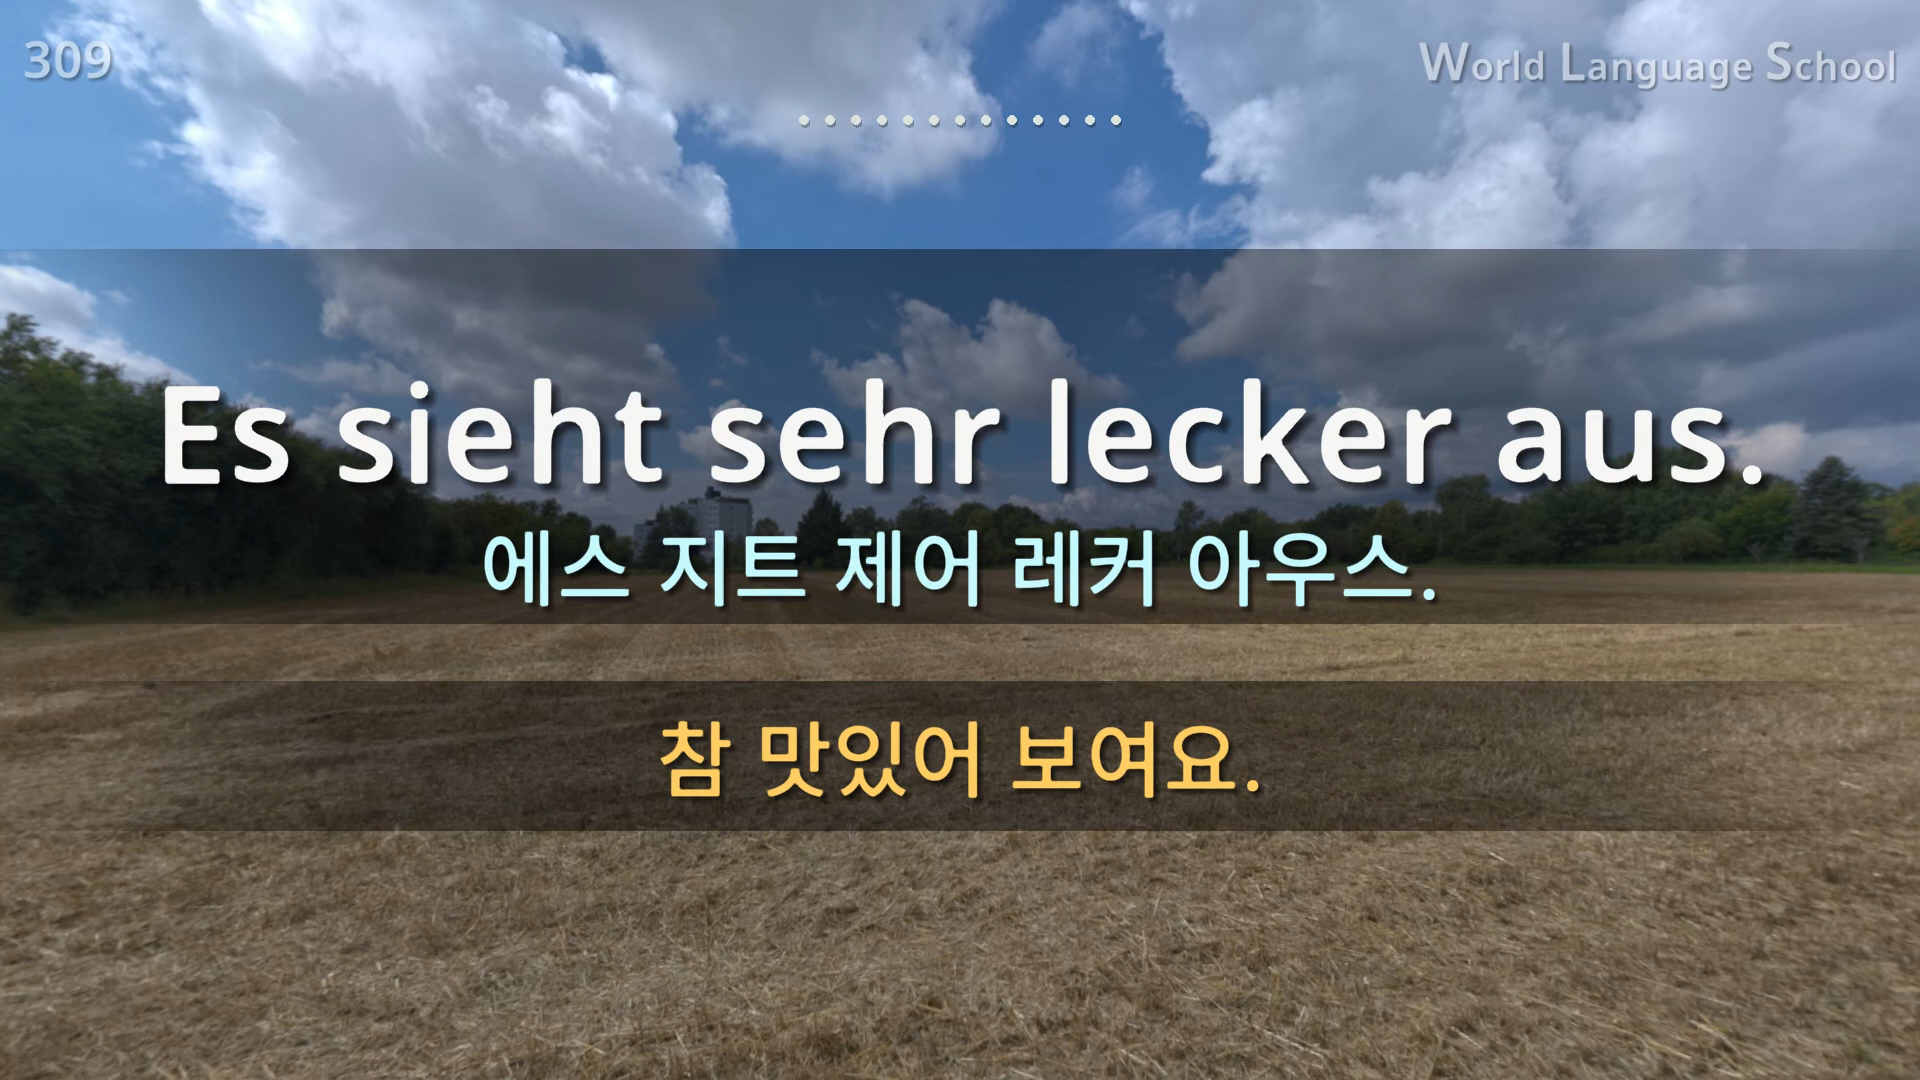 309
World Language School
Es sieht sehr lecker aus.
에스 지트 제어 레커 아우스.
참 맛있어 보여요.